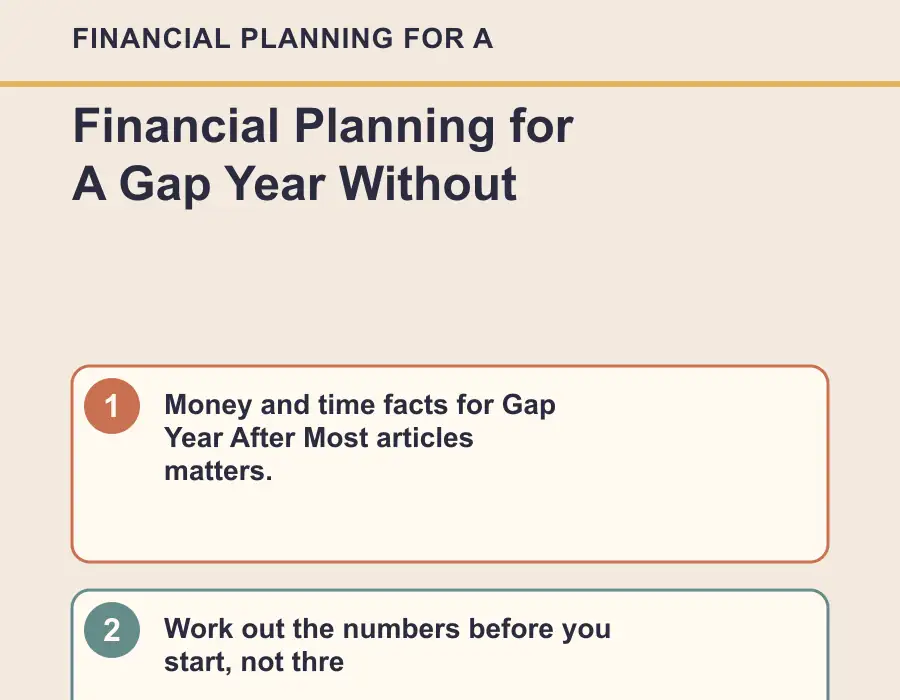 FINANCIAL PLANNING FOR A
Financial Planning for
A Gap Year Without
1
Money and time facts for Gap
Year After Most articles
matters.
2
Work out the numbers before you
start, not thre